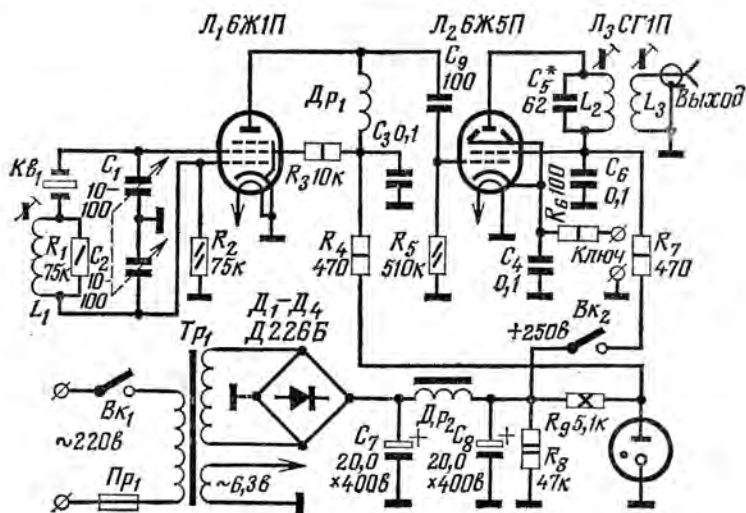 Л₁ 6Ж1П
Л₂ 6Ж5П
Л₃ СГ1П
C₉
100
Др₁
C₅*
62
L₂
L₃
Выход
Кв₁
C₁
10–
100
R₃ 10к
C₃ 0,1
C₆
0,1
R₆ 100
R₁
75к
C₂
10–
100
L₁
R₂
75к
R₄
470
R₅
510к
C₄
0,1
Ключ
R₇
470
Вк₂
+250в
Тр₁
Д₁–Д₄
Д226Б
Вк₁
~220в
Пр₁
~6,3в
Др₂
C₇
20,0
×400в
+
C₈
20,0
×400в
+
R₉ 5,1к
R₈
47к